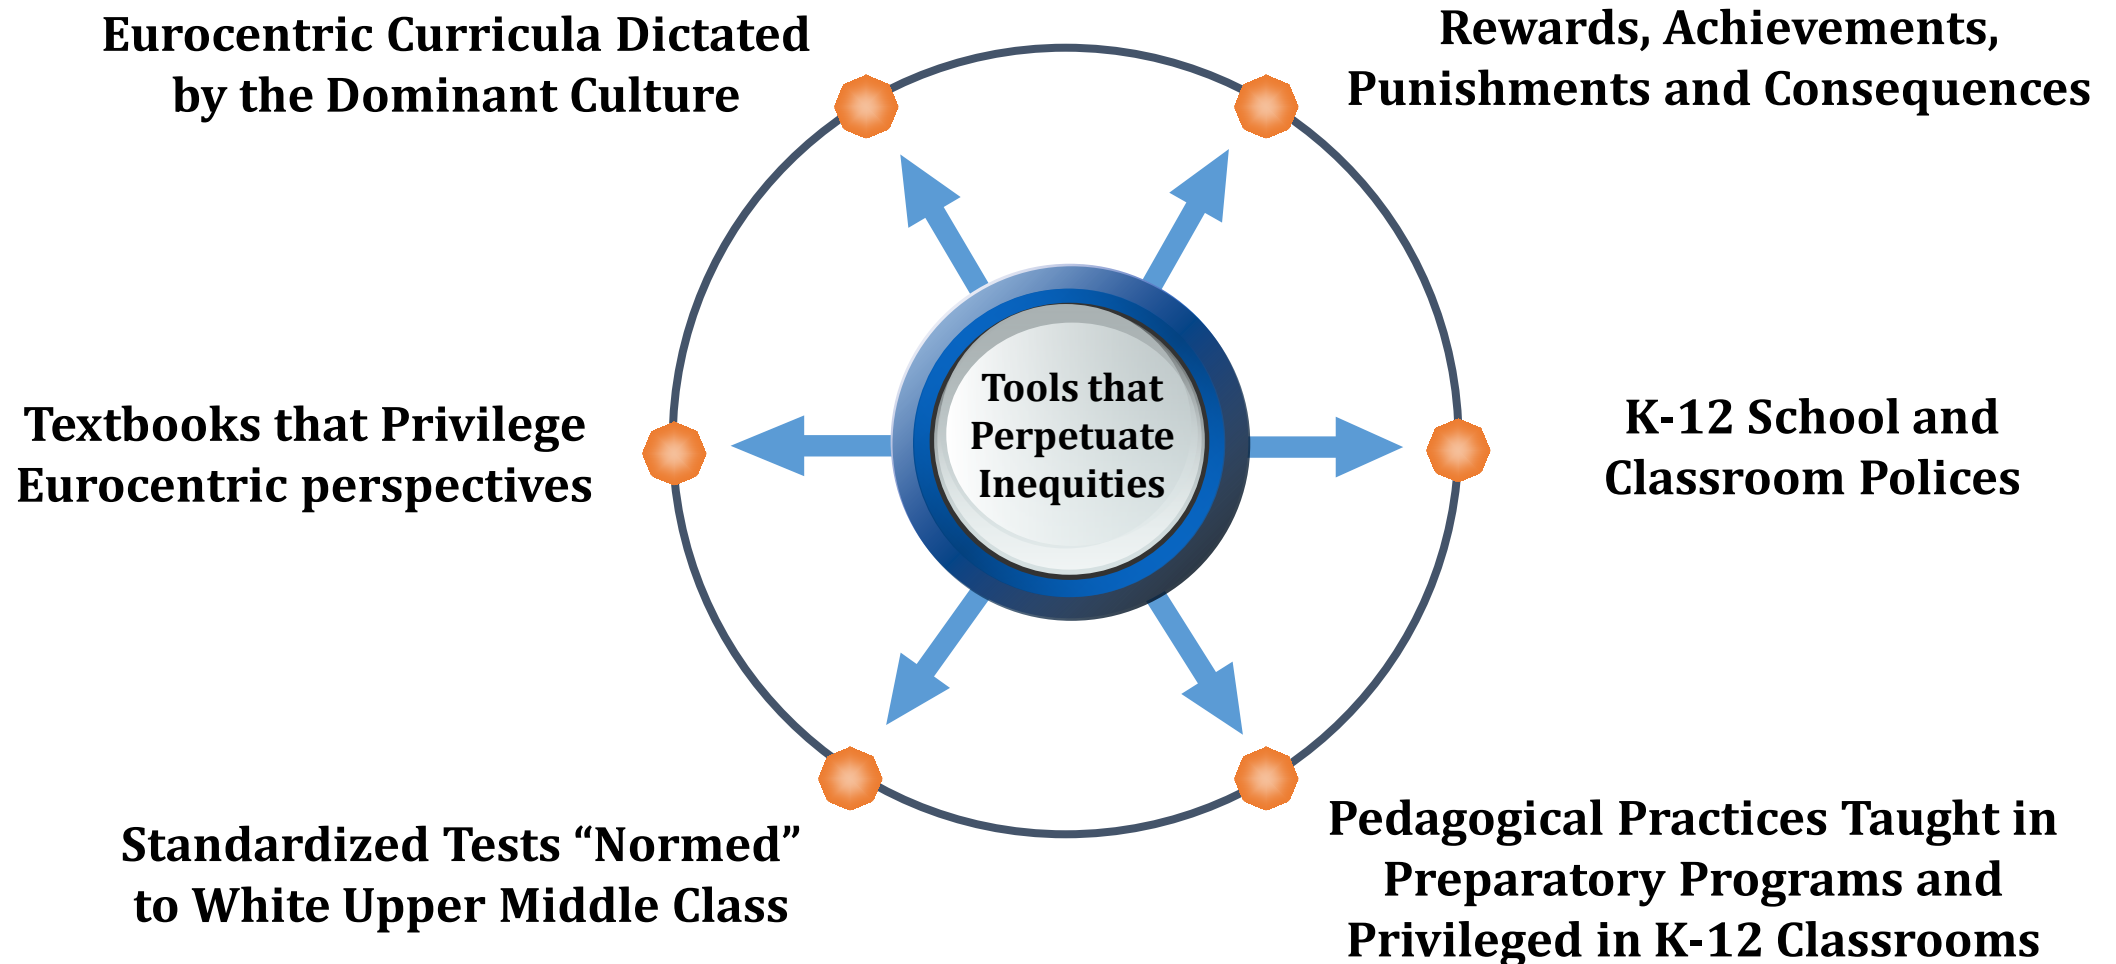 Eurocentric Curricula Dictated
by the Dominant Culture
Rewards, Achievements,
Punishments and Consequences
Textbooks that Privilege
Eurocentric perspectives
Tools that
Perpetuate
Inequities
K-12 School and
Classroom Polices
Standardized Tests “Normed”
to White Upper Middle Class
Pedagogical Practices Taught in
Preparatory Programs and
Privileged in K-12 Classrooms